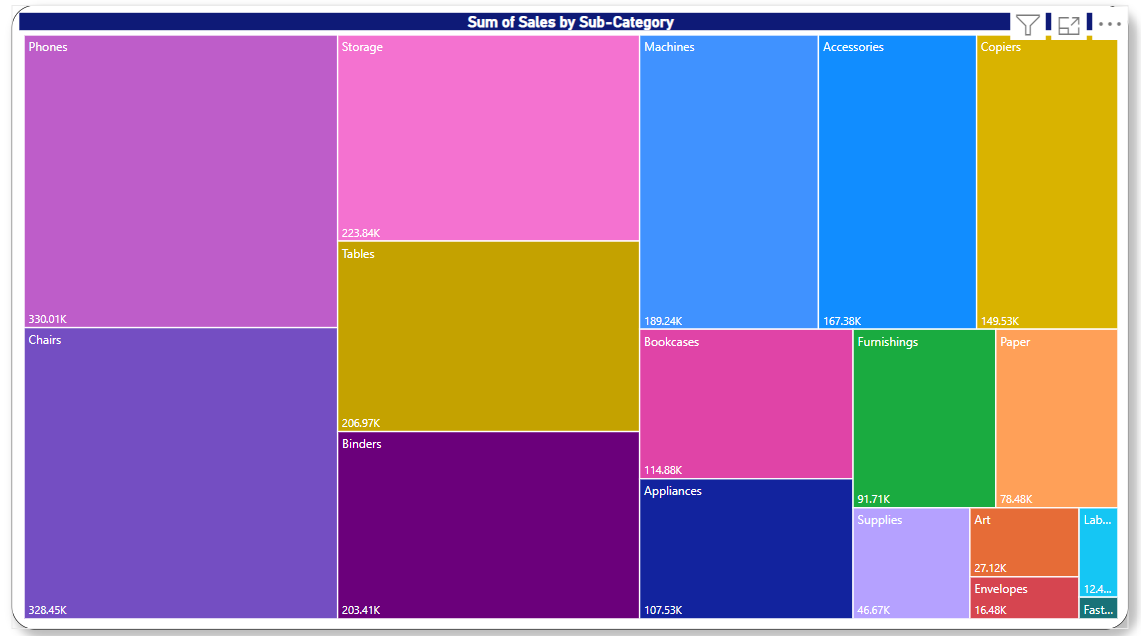 Sum of Sales by Sub-Category
Phones
330.01K
Chairs
328.45K
Storage
223.84K
Tables
206.97K
Binders
203.41K
Machines
189.24K
Accessories
167.38K
Copiers
149.53K
Bookcases
114.88K
Appliances
107.53K
Furnishings
91.71K
Paper
78.48K
Supplies
46.67K
Art
27.12K
Envelopes
16.48K
Lab...
12.4...
Fast...